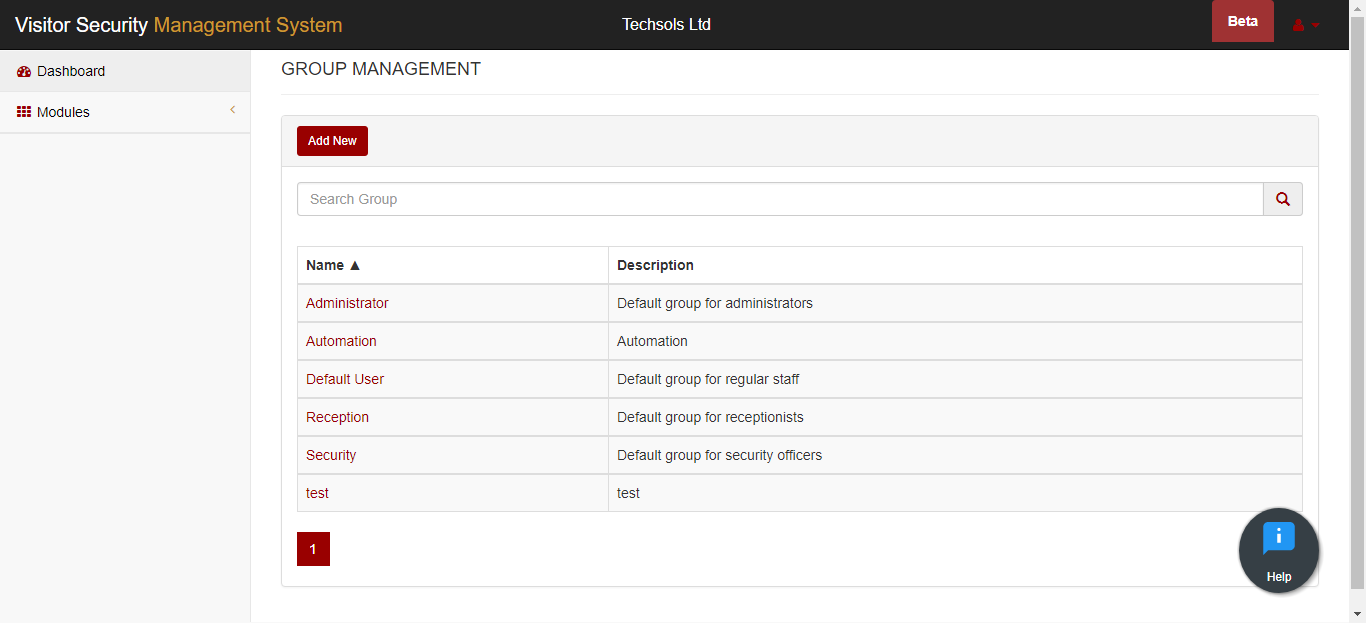 Visitor Security Management System
Techsols Ltd
Beta
Dashboard
Modules
GROUP MANAGEMENT
Add New
Search Group
Name ▲ Description
Administrator Default group for administrators
Automation Automation
Default User Default group for regular staff
Reception Default group for receptionists
Security Default group for security officers
test test
1
Help